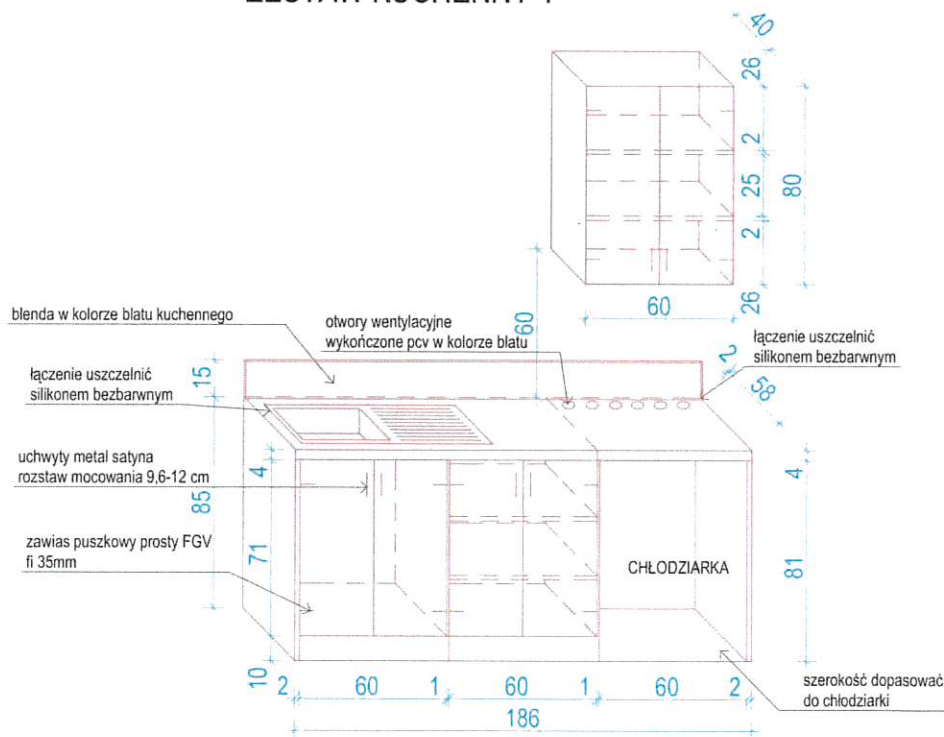 40
26
2
25
80
2
26
60
60
blenda w kolorze blatu kuchennego
otwory wentylacyjne
wykończone pcv w kolorze blatu
łączenie uszczelnić
silikonem bezbarwnym
2
58
15
łączenie uszczelnić
silikonem bezbarwnym
uchwyty metal satyna
rozstaw mocowania 9,6-12 cm
4
4
85
71
81
zawias puszkowy prosty FGV
fi 35mm
CHŁODZIARKA
10
2
60
1
60
1
60
2
186
szerokość dopasować
do chłodziarki